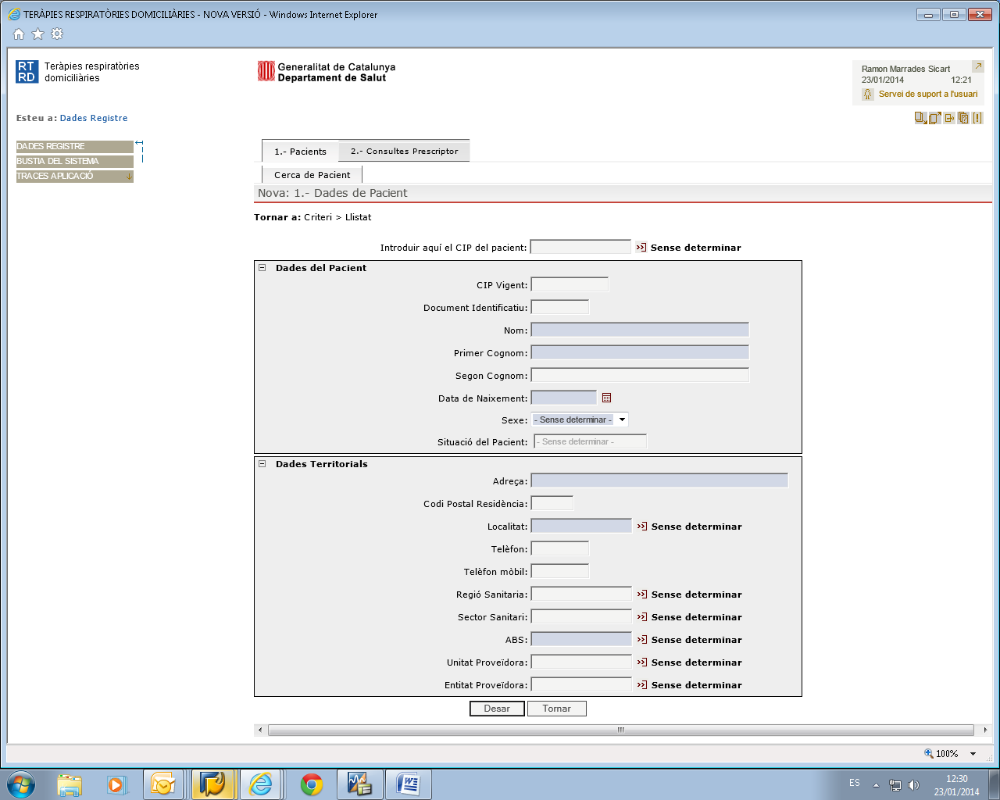 TERÀPIES RESPIRATÒRIES DOMICILIÀRIES - NOVA VERSIÓ - Windows Internet Explorer
RT
RD
Teràpies respiratòries
domiciliàries
Generalitat de Catalunya
Departament de Salut
Ramon Marrades Sicart
23/01/2014 12:21
Servei de suport a l'usuari
Esteu a: Dades Registre
DADES REGISTRE
BUSTIA DEL SISTEMA
TRACES APLICACIÓ
1.- Pacients
2.- Consultes Prescriptor
Cerca de Pacient
Nova: 1.- Dades de Pacient
Tornar a: Criteri > Llistat
Introduir aquí el CIP del pacient: Sense determinar
Dades del Pacient
CIP Vigent:
Document Identificatiu:
Nom:
Primer Cognom:
Segon Cognom:
Data de Naixement:
Sexe: - Sense determinar -
Situació del Pacient: - Sense determinar -
Dades Territorials
Adreça:
Codi Postal Residència:
Localitat: Sense determinar
Telèfon:
Telèfon mòbil:
Regió Sanitaria: Sense determinar
Sector Sanitari: Sense determinar
ABS: Sense determinar
Unitat Proveïdora: Sense determinar
Entitat Proveïdora: Sense determinar
Desar Tornar
100%
ES
12:30
23/01/2014